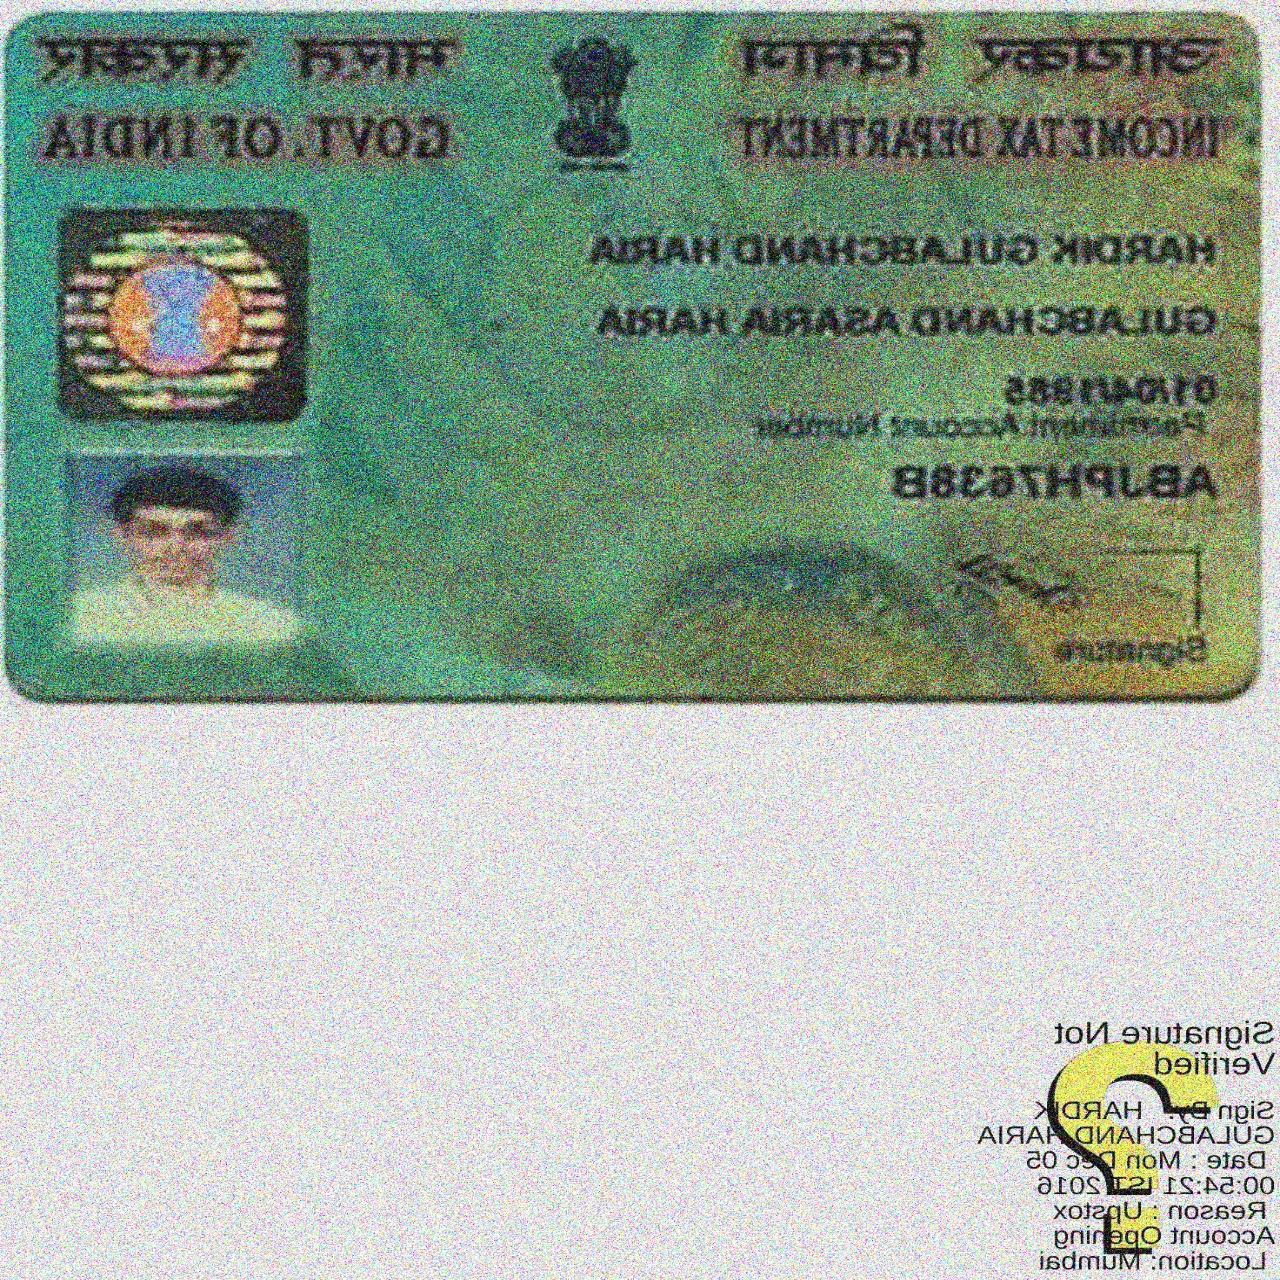 आयकर विभाग
INCOME TAX DEPARTMENT
भारत सरकार
GOVT. OF INDIA
HARDIK GULABCHAND HARIA
GULABCHAND ASARIA HARIA
01/04/1985
Permanent Account Number
ABJPH7638B
Signature
Signature Not
Verified
Sign By: HARDIK
GULABCHAND HARIA
Date : Mon Dec 05
00:54:21 IST 2016
Reason : Upstox
Account Opening
Location: Mumbai